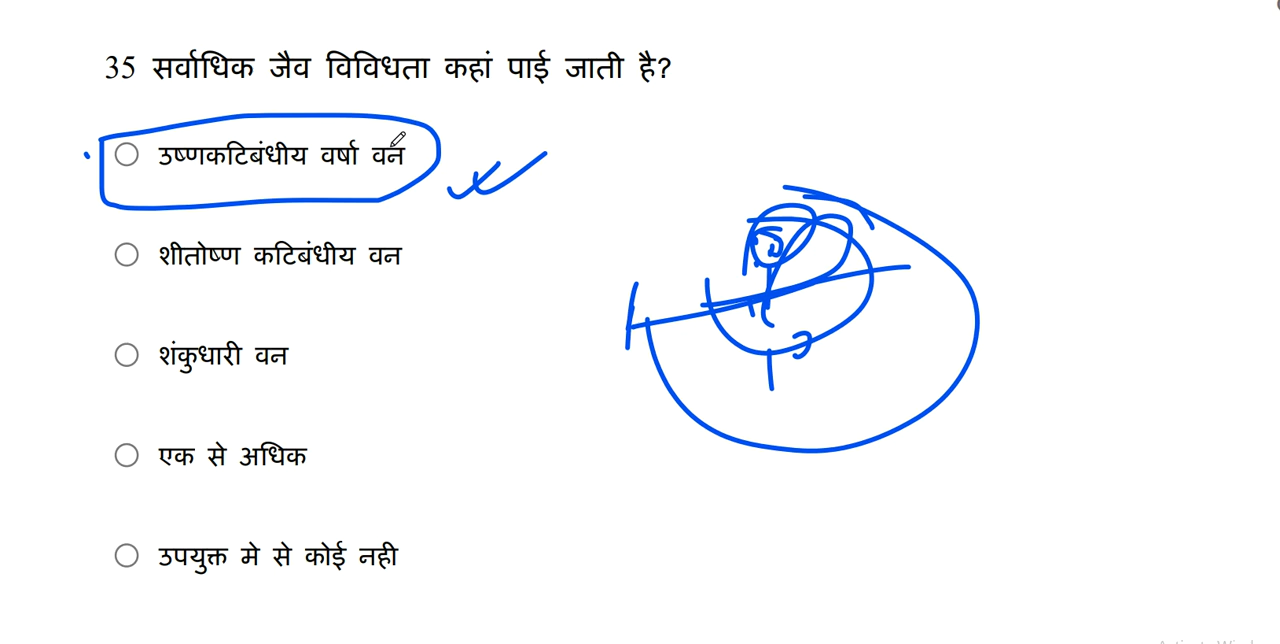 35 सर्वाधिक जैव विविधता कहां पाई जाती है?
उष्णकटिबंधीय वर्षा वन
शीतोष्ण कटिबंधीय वन
शंकुधारी वन
एक से अधिक
उपयुक्त मे से कोई नही